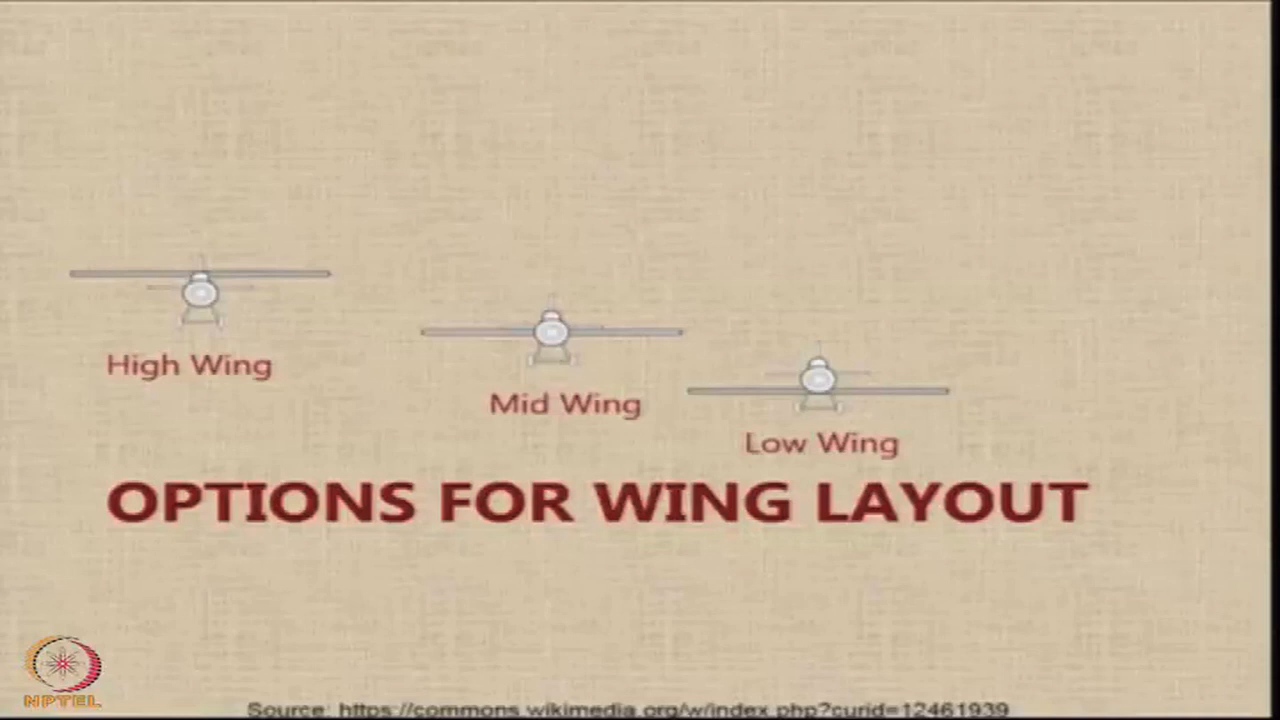 High Wing
Mid Wing
Low Wing
OPTIONS FOR WING LAYOUT
NPTEL
Source: https://commons.wikimedia.org/w/index.php?curid=12461939